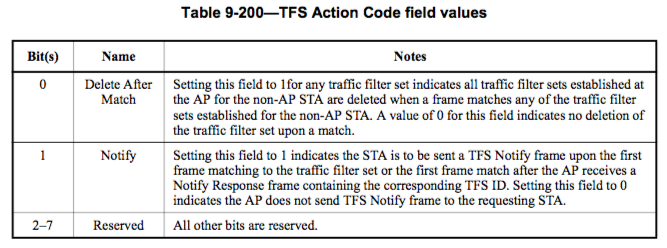 Table 9-200—TFS Action Code field values
Bit(s) Name Notes
0 Delete After Setting this field to 1for any traffic filter set indicates all traffic filter sets established at
Match the AP for the non-AP STA are deleted when a frame matches any of the traffic filter
sets established for the non-AP STA. A value of 0 for this field indicates no deletion of
the traffic filter set upon a match.
1 Notify Setting this field to 1 indicates the STA is to be sent a TFS Notify frame upon the first
frame matching to the traffic filter set or the first frame match after the AP receives a
Notify Response frame containing the corresponding TFS ID. Setting this field to 0
indicates the AP does not send TFS Notify frame to the requesting STA.
2–7 Reserved All other bits are reserved.